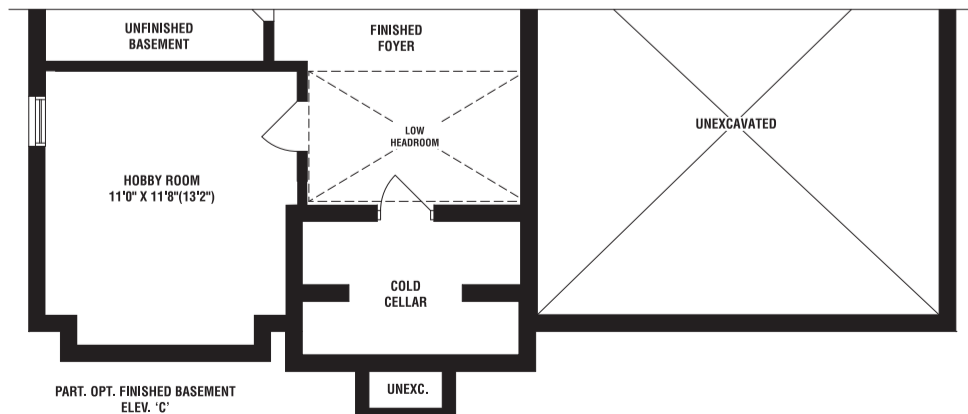 UNFINISHED
BASEMENT
FINISHED
FOYER
UNEXCAVATED
LOW
HEADROOM
HOBBY ROOM
11'0" X 11'8"(13'2")
COLD
CELLAR
UNEXC.
PART. OPT. FINISHED BASEMENT
ELEV. ‘C’